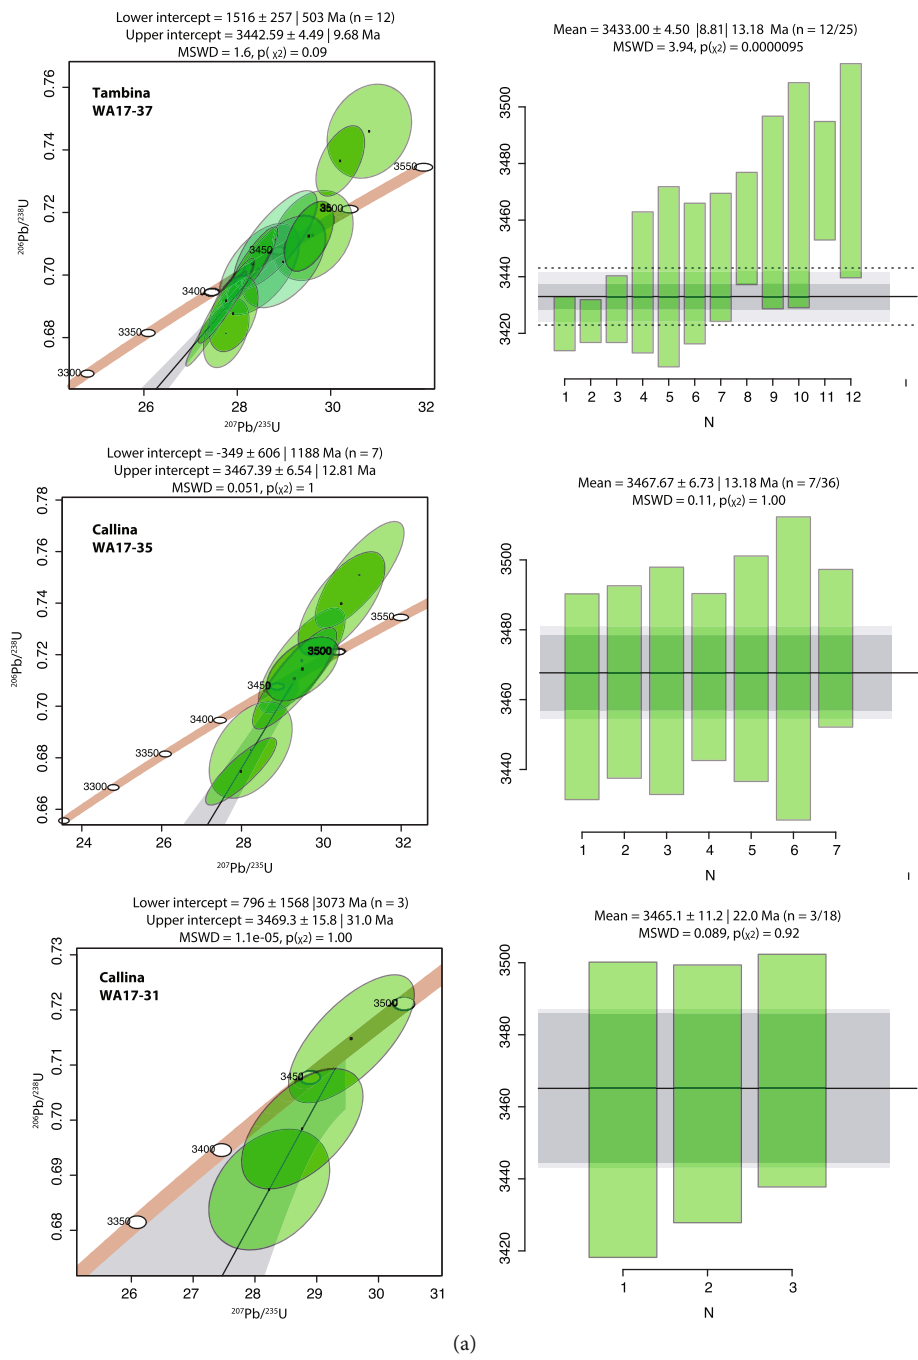 Lower intercept = 1516 ± 257 | 503 Ma (n = 12)
Upper intercept = 3442.59 ± 4.49 | 9.68 Ma
MSWD = 1.6, p( χ2) = 0.09
Tambina
WA17-37
0.76
0.74
0.72
0.70
0.68
206Pb/238U
3550
3500
3450
3400
3350
3300
26
28
30
32
207Pb/235U
Mean = 3433.00 ± 4.50 |8.81| 13.18 Ma (n = 12/25)
MSWD = 3.94, p(χ2) = 0.0000095
3500
3480
3460
3440
3420
1 2 3 4 5 6 7 8 9 10 11 12
N
Lower intercept = -349 ± 606 | 1188 Ma (n = 7)
Upper intercept = 3467.39 ± 6.54 | 12.81 Ma
MSWD = 0.051, p(χ2) = 1
Callina
WA17-35
0.78
0.76
0.74
0.72
0.70
0.68
0.66
206Pb/238U
3550
3500
3450
3400
3350
3300
24
26
28
30
32
207Pb/235U
Mean = 3467.67 ± 6.73 | 13.18 Ma (n = 7/36)
MSWD = 0.11, p(χ2) = 1.00
3500
3480
3460
3440
1 2 3 4 5 6 7
N
Lower intercept = 796 ± 1568 |3073 Ma (n = 3)
Upper intercept = 3469.3 ± 15.8 | 31.0 Ma
MSWD = 1.1e-05, p(χ2) = 1.00
Callina
WA17-31
0.73
0.72
0.71
0.70
0.69
0.68
206Pb/238U
3500
3450
3400
3350
26
27
28
29
30
31
207Pb/235U
Mean = 3465.1 ± 11.2 | 22.0 Ma (n = 3/18)
MSWD = 0.089, p(χ2) = 0.92
3500
3480
3460
3440
3420
1 2 3
N
(a)